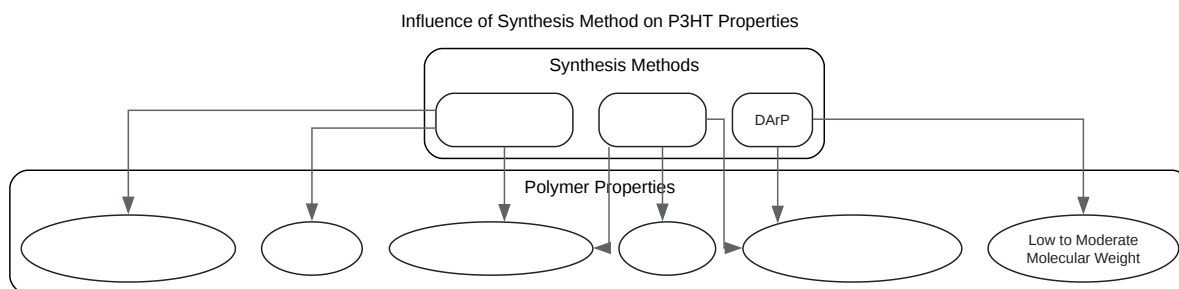 Influence of Synthesis Method on P3HT Properties
Synthesis Methods
DArP
Polymer Properties
Low to Moderate
Molecular Weight